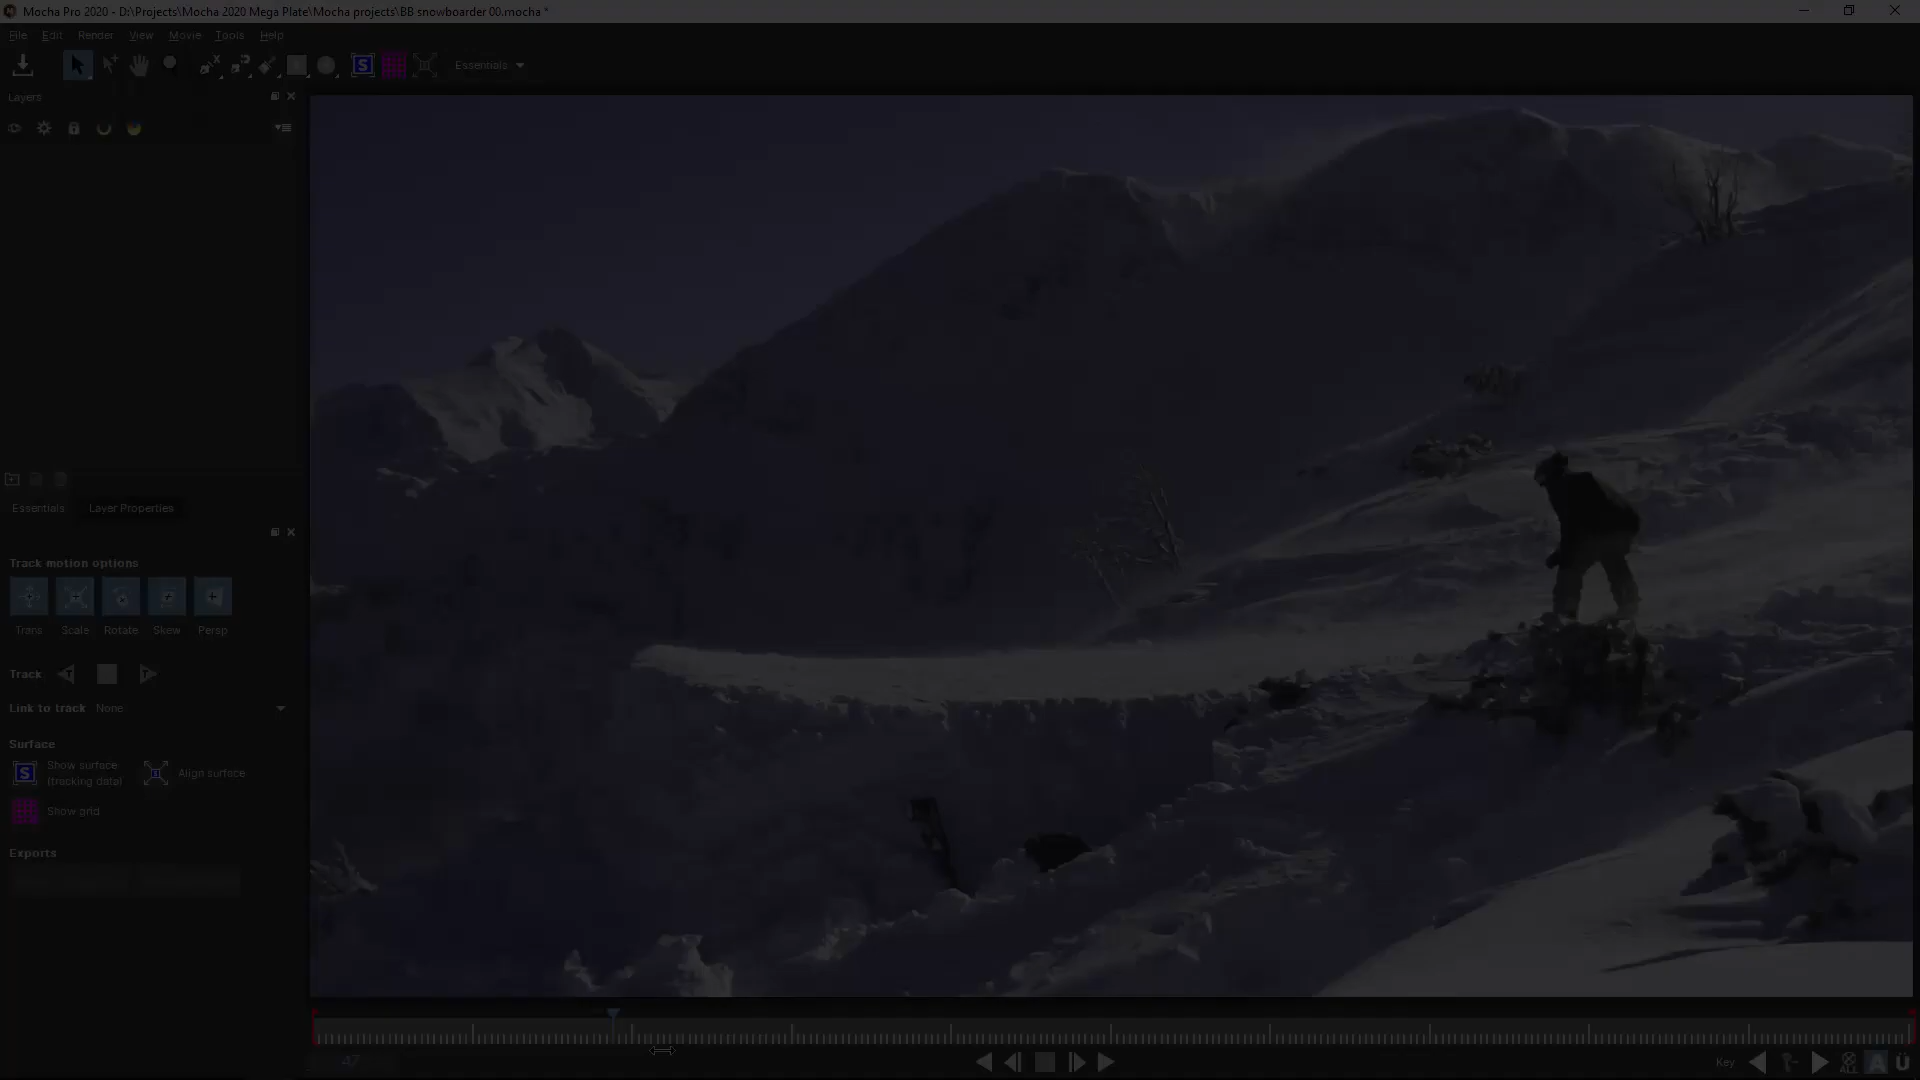 Mocha Pro 2020 - D:\Projects\Mocha 2020 Mega Plate\Mocha projects\BB snowboarder 00.mocha *
File Edit Render View Movie Tools Help
S Essentials
Layers
Essentials Layer Properties
Track motion options
Trans Scale Rotate Skew Persp
Track
Link to track None
Surface
S Show surface (tracking data) Align surface
Show grid
Exports
47
Key ALL A Ü